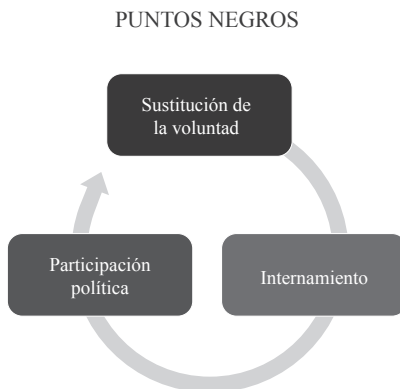 PUNTOS NEGROS
Sustitución de
la voluntad
Participación
política
Internamiento